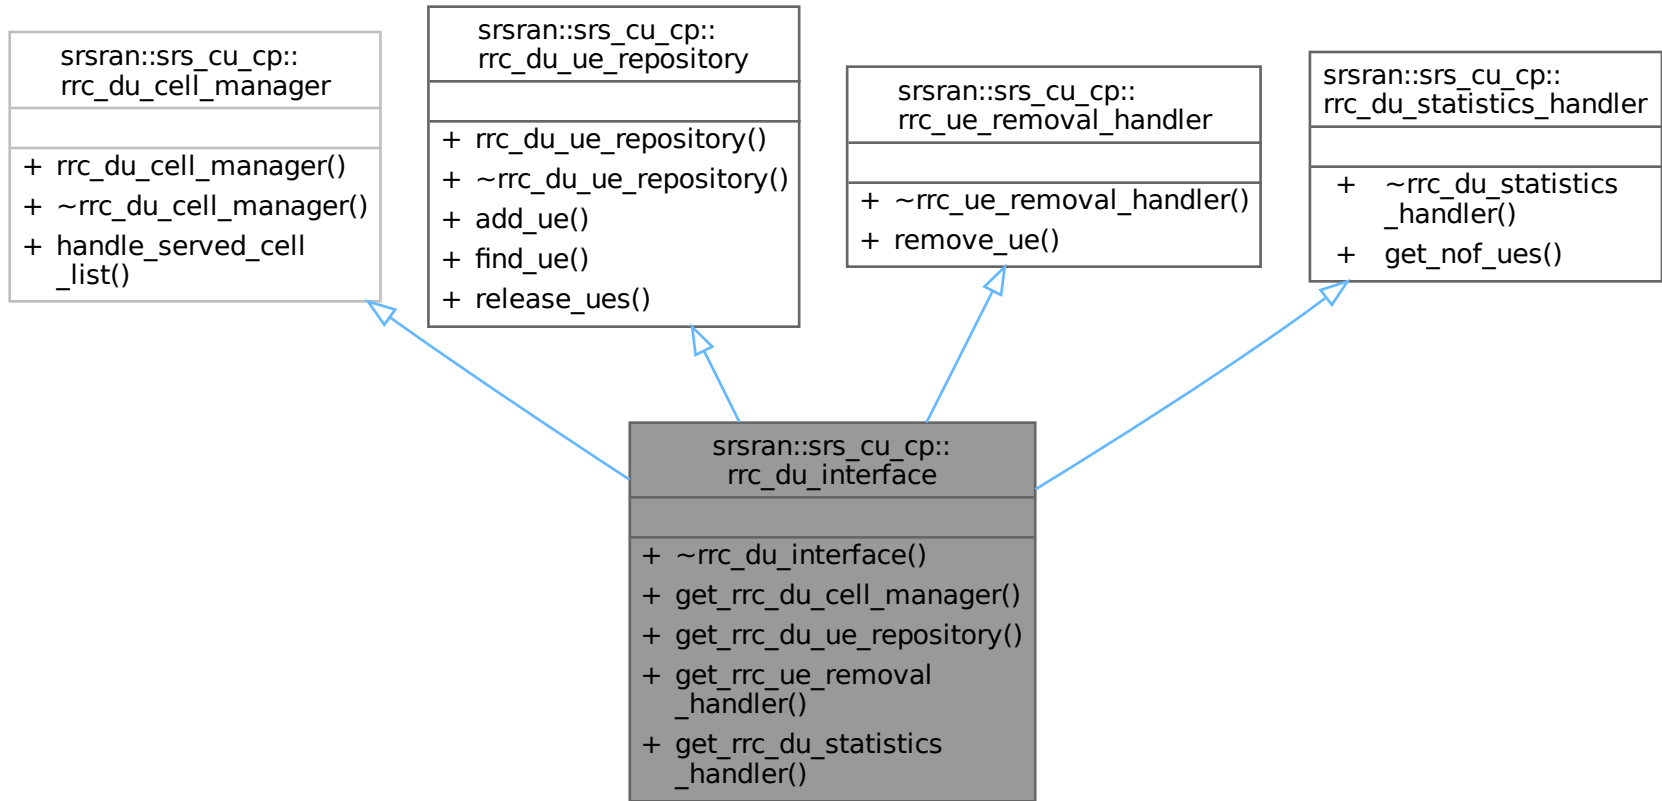 srsran::srs_cu_cp::
rrc_du_cell_manager
+ rrc_du_cell_manager()
+ ~rrc_du_cell_manager()
+ handle_served_cell
_list()
srsran::srs_cu_cp::
rrc_du_ue_repository
+ rrc_du_ue_repository()
+ ~rrc_du_ue_repository()
+ add_ue()
+ find_ue()
+ release_ues()
srsran::srs_cu_cp::
rrc_ue_removal_handler
+ ~rrc_ue_removal_handler()
+ remove_ue()
srsran::srs_cu_cp::
rrc_du_statistics_handler
+ ~rrc_du_statistics
_handler()
+ get_nof_ues()
srsran::srs_cu_cp::
rrc_du_interface
+ ~rrc_du_interface()
+ get_rrc_du_cell_manager()
+ get_rrc_du_ue_repository()
+ get_rrc_ue_removal
_handler()
+ get_rrc_du_statistics
_handler()